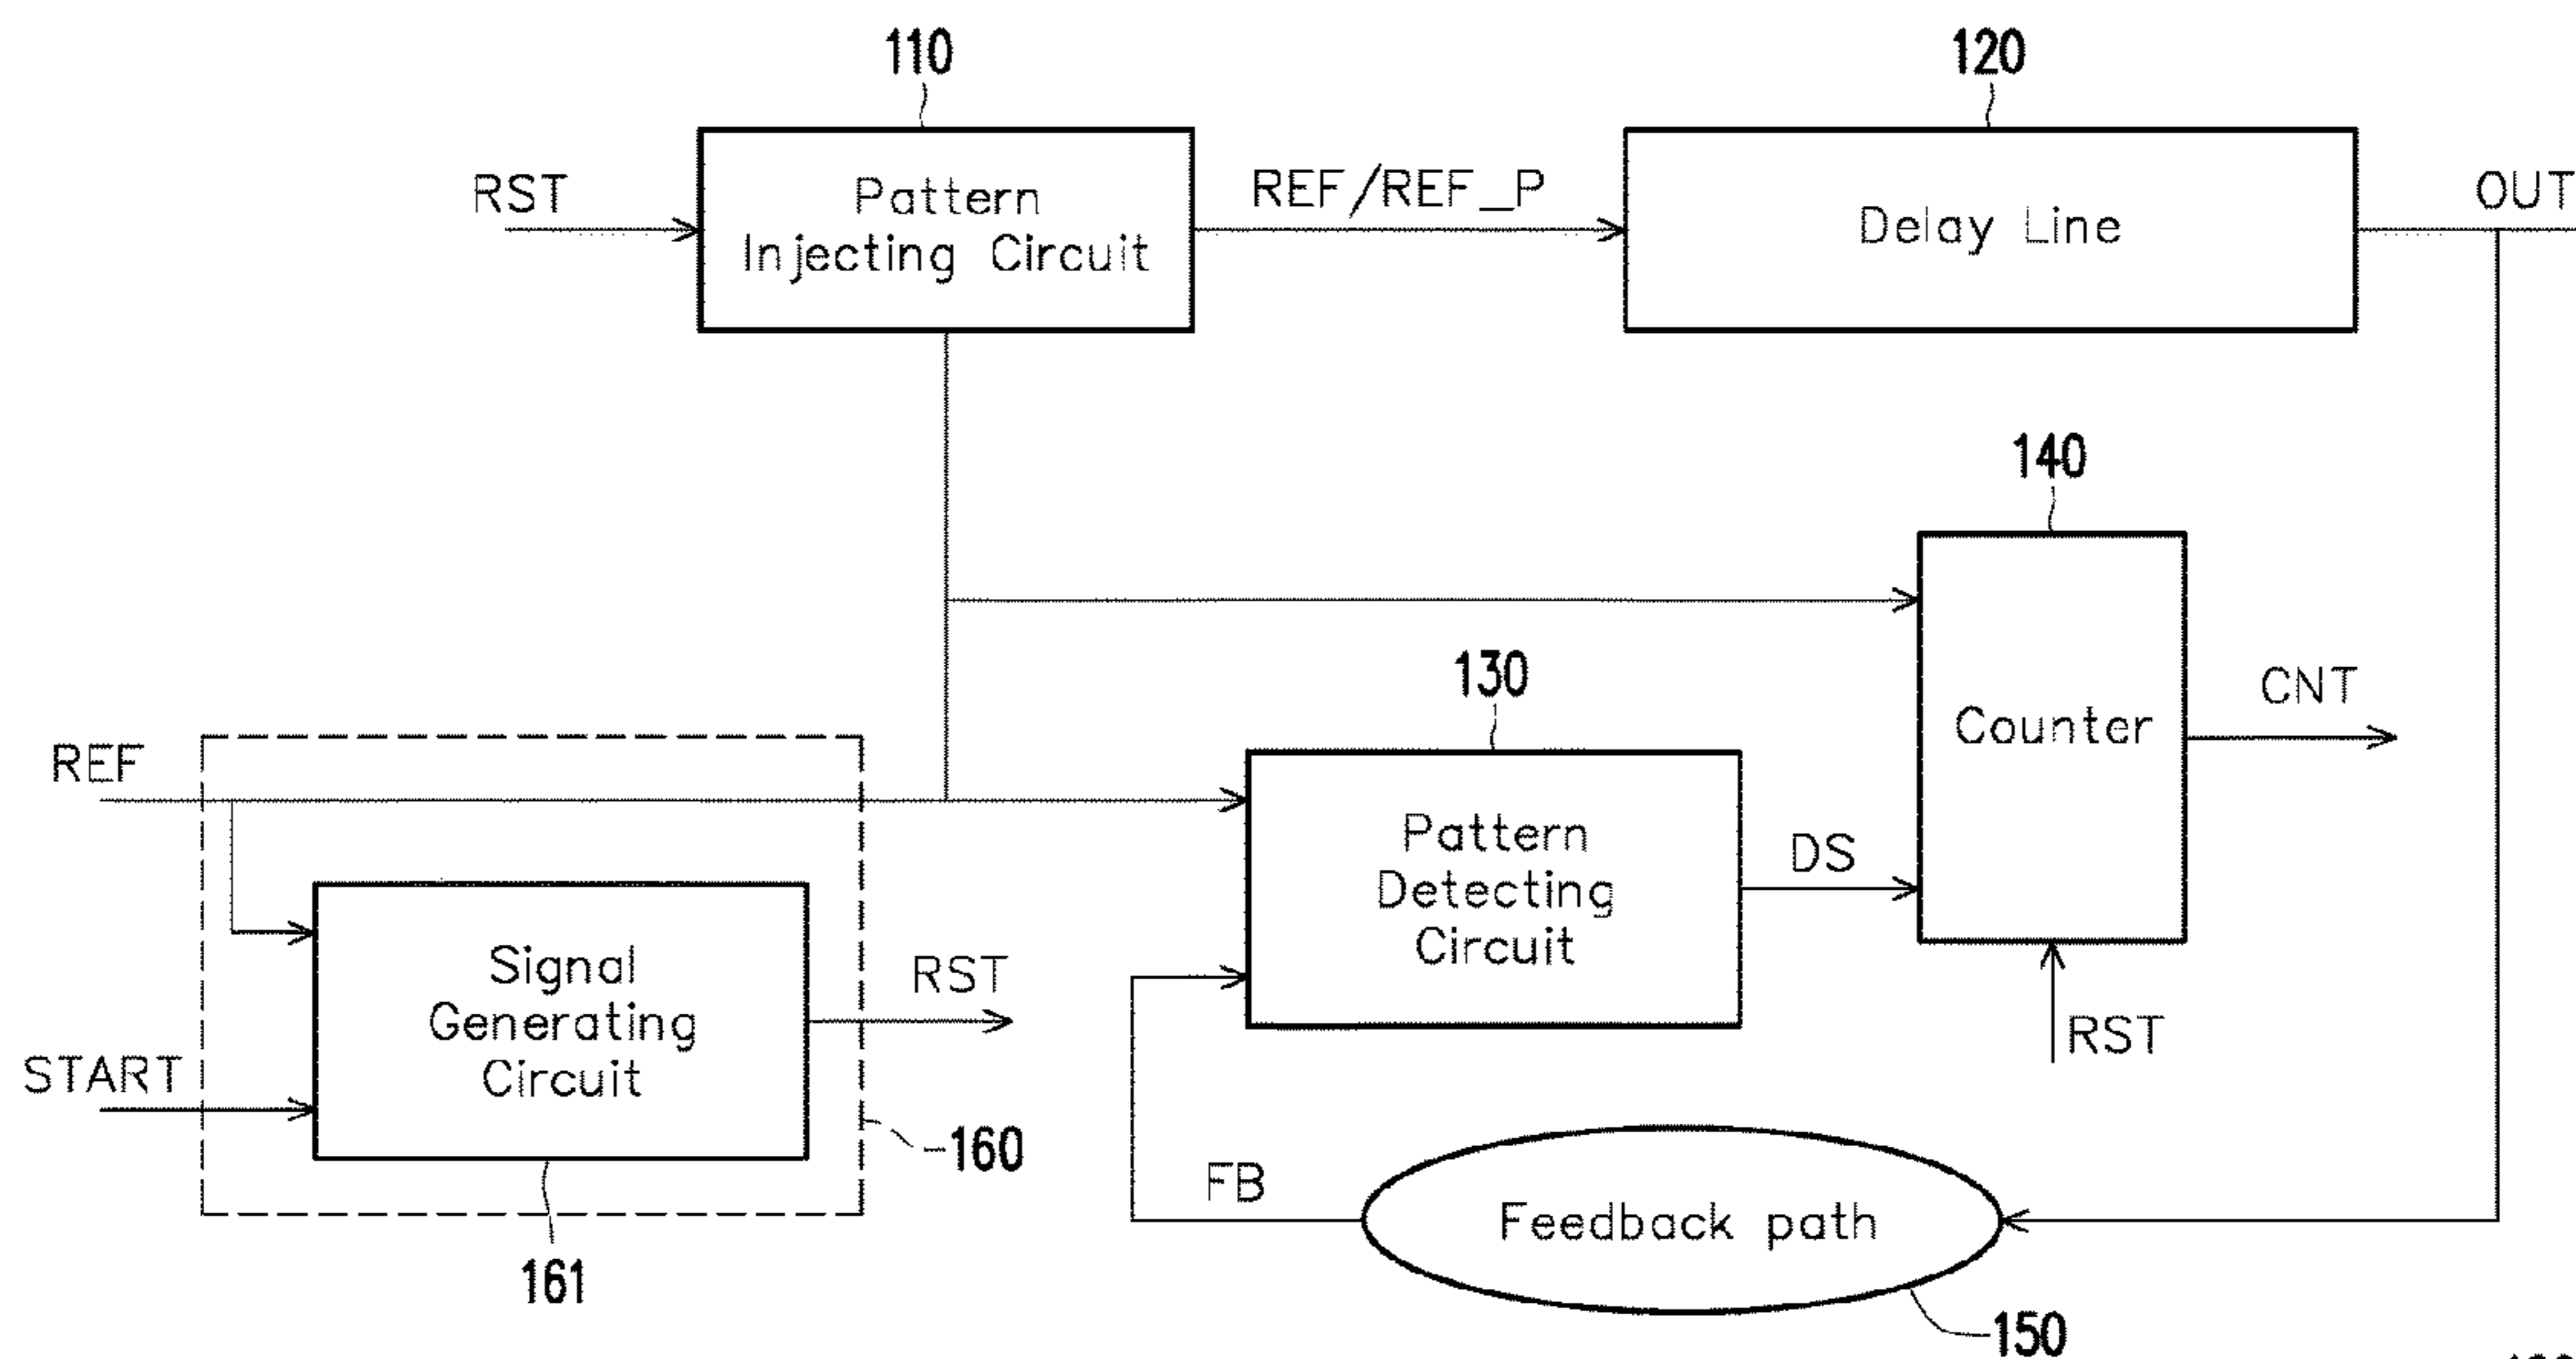 110
120
RST
Pattern
Injecting Circuit
REF/REF_P
Delay Line
OUT
140
130
REF
Counter
CNT
Pattern
Detecting
Circuit
DS
Signal
Generating
Circuit
RST
RST
START
160
FB
Feedback path
161
150